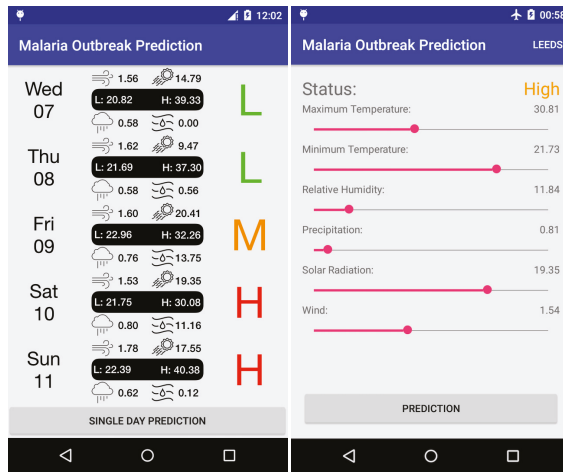 12:02
Malaria Outbreak Prediction
Wed
07
1.56 14.79
L: 20.82 H: 39.33
0.58 0.00
L
Thu
08
1.62 9.47
L: 21.69 H: 37.30
0.58 0.56
L
Fri
09
1.60 20.41
L: 22.96 H: 32.26
0.76 13.75
M
Sat
10
1.53 19.35
L: 21.75 H: 30.08
0.80 11.16
H
Sun
11
1.78 17.55
L: 22.39 H: 40.38
0.62 0.12
H
SINGLE DAY PREDICTION
00:58
Malaria Outbreak Prediction LEEDS
Status: High
Maximum Temperature: 30.81
Minimum Temperature: 21.73
Relative Humidity: 11.84
Precipitation: 0.81
Solar Radiation: 19.35
Wind: 1.54
PREDICTION